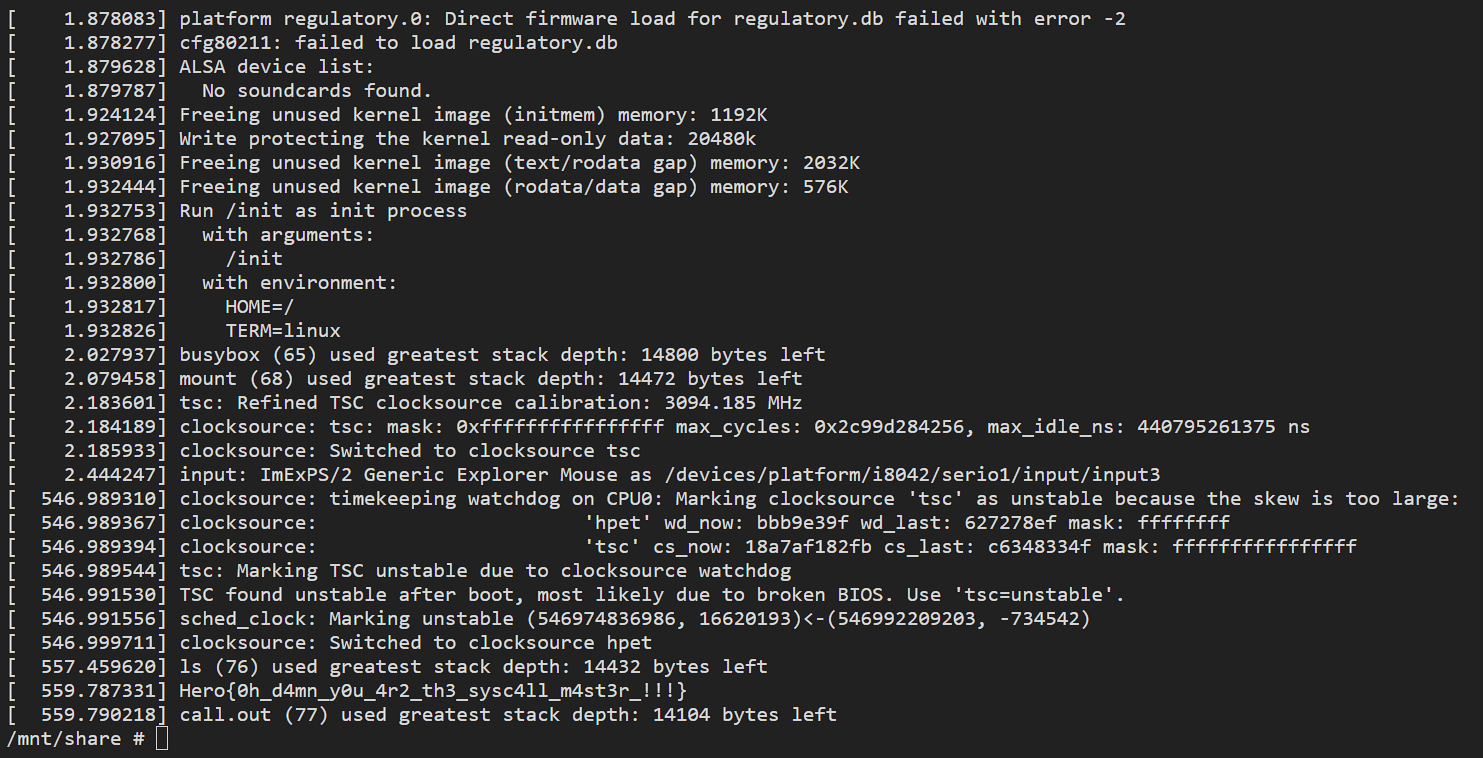 [    1.878083] platform regulatory.0: Direct firmware load for regulatory.db failed with error -2
[    1.878277] cfg80211: failed to load regulatory.db
[    1.879628] ALSA device list:
[    1.879787]   No soundcards found.
[    1.924124] Freeing unused kernel image (initmem) memory: 1192K
[    1.927095] Write protecting the kernel read-only data: 20480k
[    1.930916] Freeing unused kernel image (text/rodata gap) memory: 2032K
[    1.932444] Freeing unused kernel image (rodata/data gap) memory: 576K
[    1.932753] Run /init as init process
[    1.932768]   with arguments:
[    1.932786]     /init
[    1.932800]   with environment:
[    1.932817]     HOME=/
[    1.932826]     TERM=linux
[    2.027937] busybox (65) used greatest stack depth: 14800 bytes left
[    2.079458] mount (68) used greatest stack depth: 14472 bytes left
[    2.183601] tsc: Refined TSC clocksource calibration: 3094.185 MHz
[    2.184189] clocksource: tsc: mask: 0xffffffffffffffff max_cycles: 0x2c99d284256, max_idle_ns: 440795261375 ns
[    2.185933] clocksource: Switched to clocksource tsc
[    2.444247] input: ImExPS/2 Generic Explorer Mouse as /devices/platform/i8042/serio1/input/input3
[  546.989310] clocksource: timekeeping watchdog on CPU0: Marking clocksource 'tsc' as unstable because the skew is too large:
[  546.989367] clocksource:                       'hpet' wd_now: bbb9e39f wd_last: 627278ef mask: ffffffff
[  546.989394] clocksource:                       'tsc' cs_now: 18a7af182fb cs_last: c6348334f mask: ffffffffffffffff
[  546.989544] tsc: Marking TSC unstable due to clocksource watchdog
[  546.991530] TSC found unstable after boot, most likely due to broken BIOS. Use 'tsc=unstable'.
[  546.991556] sched_clock: Marking unstable (546974836986, 16620193)<-(546992209203, -734542)
[  546.999711] clocksource: Switched to clocksource hpet
[  557.459620] ls (76) used greatest stack depth: 14432 bytes left
[  559.787331] Hero{0h_d4mn_y0u_4r2_th3_sysc4ll_m4st3r_!!!}
[  559.790218] call.out (77) used greatest stack depth: 14104 bytes left
/mnt/share #